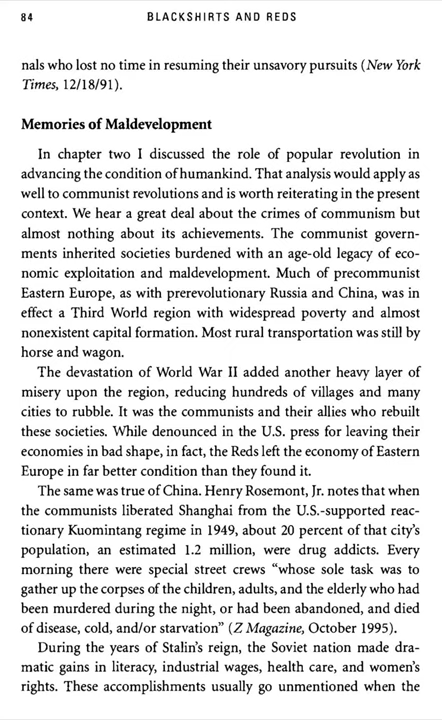 84 BLACKSHIRTS AND REDS
nals who lost no time in resuming their unsavory pursuits (New York
Times, 12/18/91).
Memories of Maldevelopment
In chapter two I discussed the role of popular revolution in
advancing the condition of humankind. That analysis would apply as
well to communist revolutions and is worth reiterating in the present
context. We hear a great deal about the crimes of communism but
almost nothing about its achievements. The communist govern-
ments inherited societies burdened with an age-old legacy of eco-
nomic exploitation and maldevelopment. Much of precommunist
Eastern Europe, as with prerevolutionary Russia and China, was in
effect a Third World region with widespread poverty and almost
nonexistent capital formation. Most rural transportation was still by
horse and wagon.
The devastation of World War II added another heavy layer of
misery upon the region, reducing hundreds of villages and many
cities to rubble. It was the communists and their allies who rebuilt
these societies. While denounced in the U.S. press for leaving their
economies in bad shape, in fact, the Reds left the economy of Eastern
Europe in far better condition than they found it.
The same was true of China. Henry Rosemont, Jr. notes that when
the communists liberated Shanghai from the U.S.-supported reac-
tionary Kuomintang regime in 1949, about 20 percent of that city's
population, an estimated 1.2 million, were drug addicts. Every
morning there were special street crews "whose sole task was to
gather up the corpses of the children, adults, and the elderly who had
been murdered during the night, or had been abandoned, and died
of disease, cold, and/or starvation" (Z Magazine, October 1995).
During the years of Stalin's reign, the Soviet nation made dra-
matic gains in literacy, industrial wages, health care, and women's
rights. These accomplishments usually go unmentioned when the